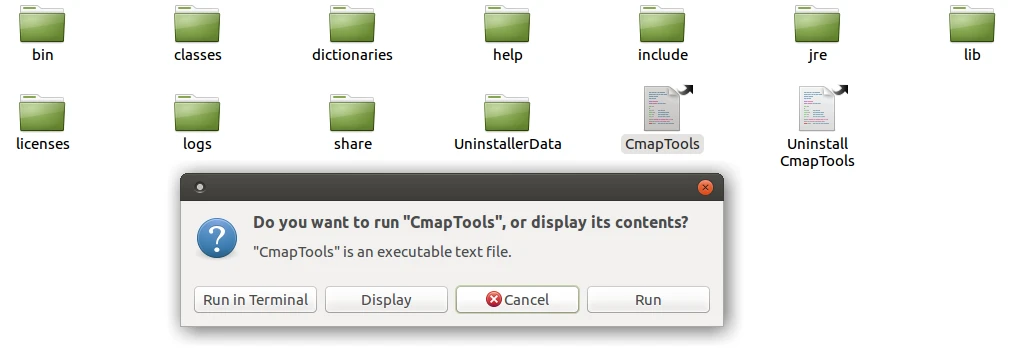 bin classes dictionaries help include jre lib
licenses logs share UninstallerData CmapTools Uninstall
CmapTools
Do you want to run "CmapTools", or display its contents?
"CmapTools" is an executable text file.
Run in Terminal Display Cancel Run